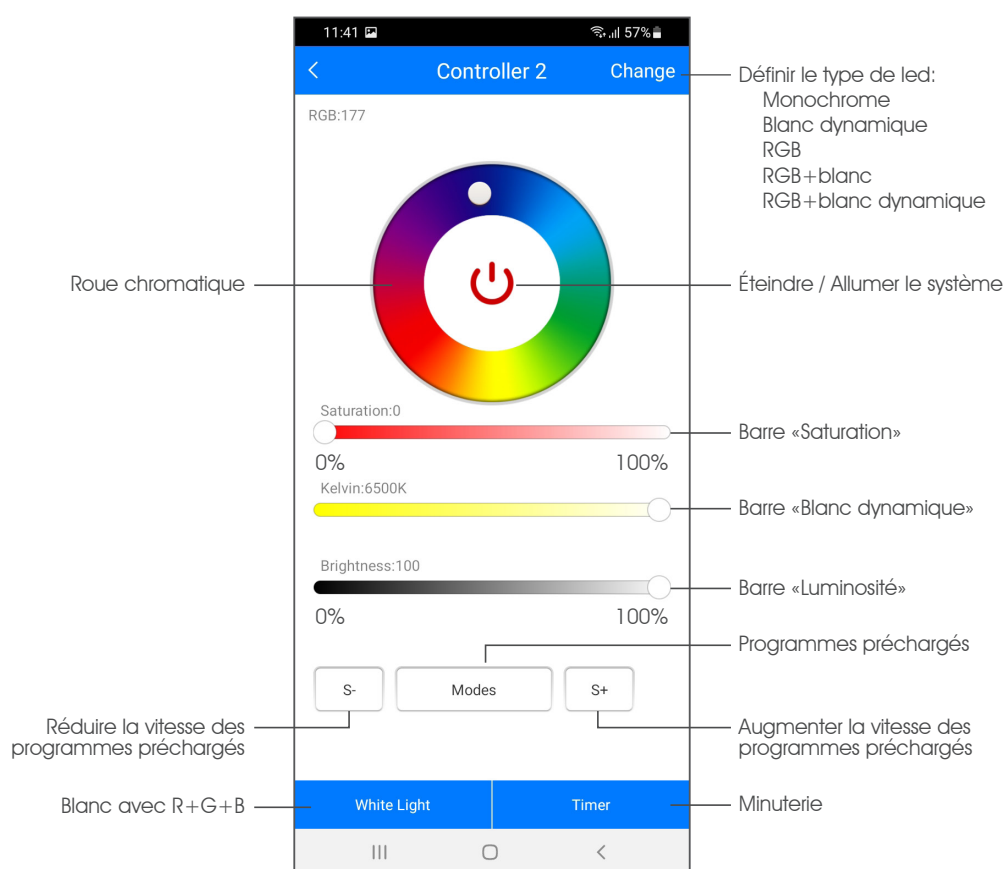 11:41
57%
Controller 2
Change
Définir le type de led:
Monochrome
Blanc dynamique
RGB
RGB+blanc
RGB+blanc dynamique
RGB:177
Roue chromatique
Éteindre / Allumer le système
Saturation:0
Barre «Saturation»
0%
100%
Kelvin:6500K
Barre «Blanc dynamique»
Brightness:100
Barre «Luminosité»
0%
100%
Programmes préchargés
S-
Modes
S+
Réduire la vitesse des
programmes préchargés
Augmenter la vitesse des
programmes préchargés
Blanc avec R+G+B
White Light
Timer
Minuterie